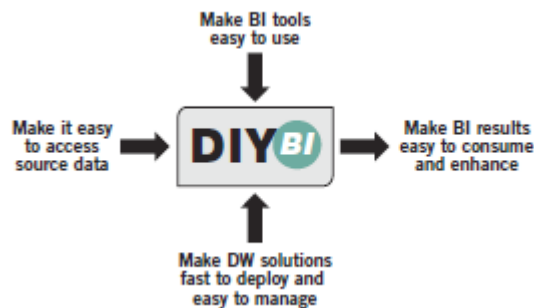 Make BI tools
easy to use
Make it easy
to access
source data
DIY BI
Make BI results
easy to consume
and enhance
Make DW solutions
fast to deploy and
easy to manage